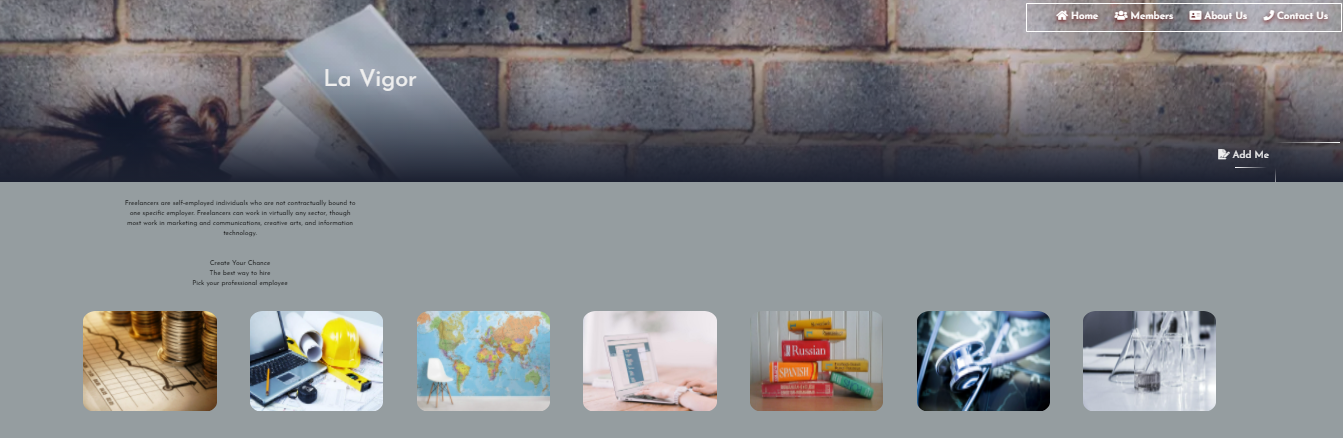 Home Members About Us Contact Us
La Vigor
Add Me
Freelancers are self-employed individuals who are not contractually bound to
one specific employer. Freelancers can work in virtually any sector, though
most work in marketing and communications, creative arts, and information
technology.
Create Your Chance
The best way to hire
Pick your professional employee
Russian
SPANISH